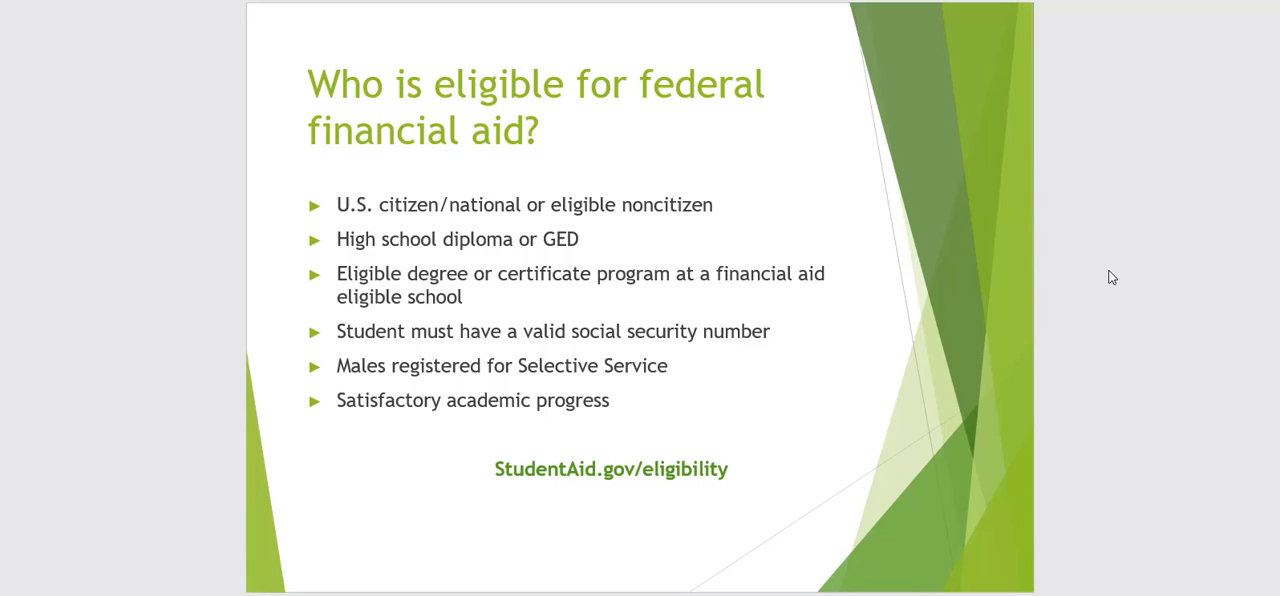 Who is eligible for federal
financial aid?
U.S. citizen/national or eligible noncitizen
High school diploma or GED
Eligible degree or certificate program at a financial aid
eligible school
Student must have a valid social security number
Males registered for Selective Service
Satisfactory academic progress
StudentAid.gov/eligibility